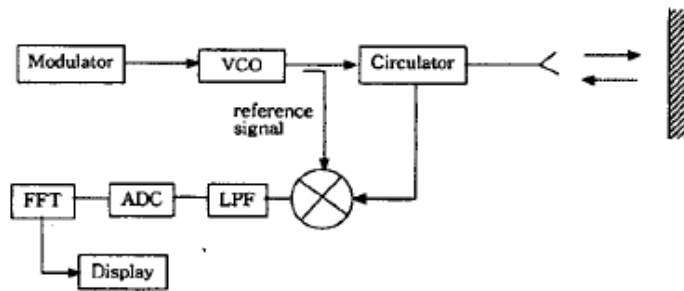 Modulator
VCO
Circulator
reference
signal
FFT
ADC
LPF
Display